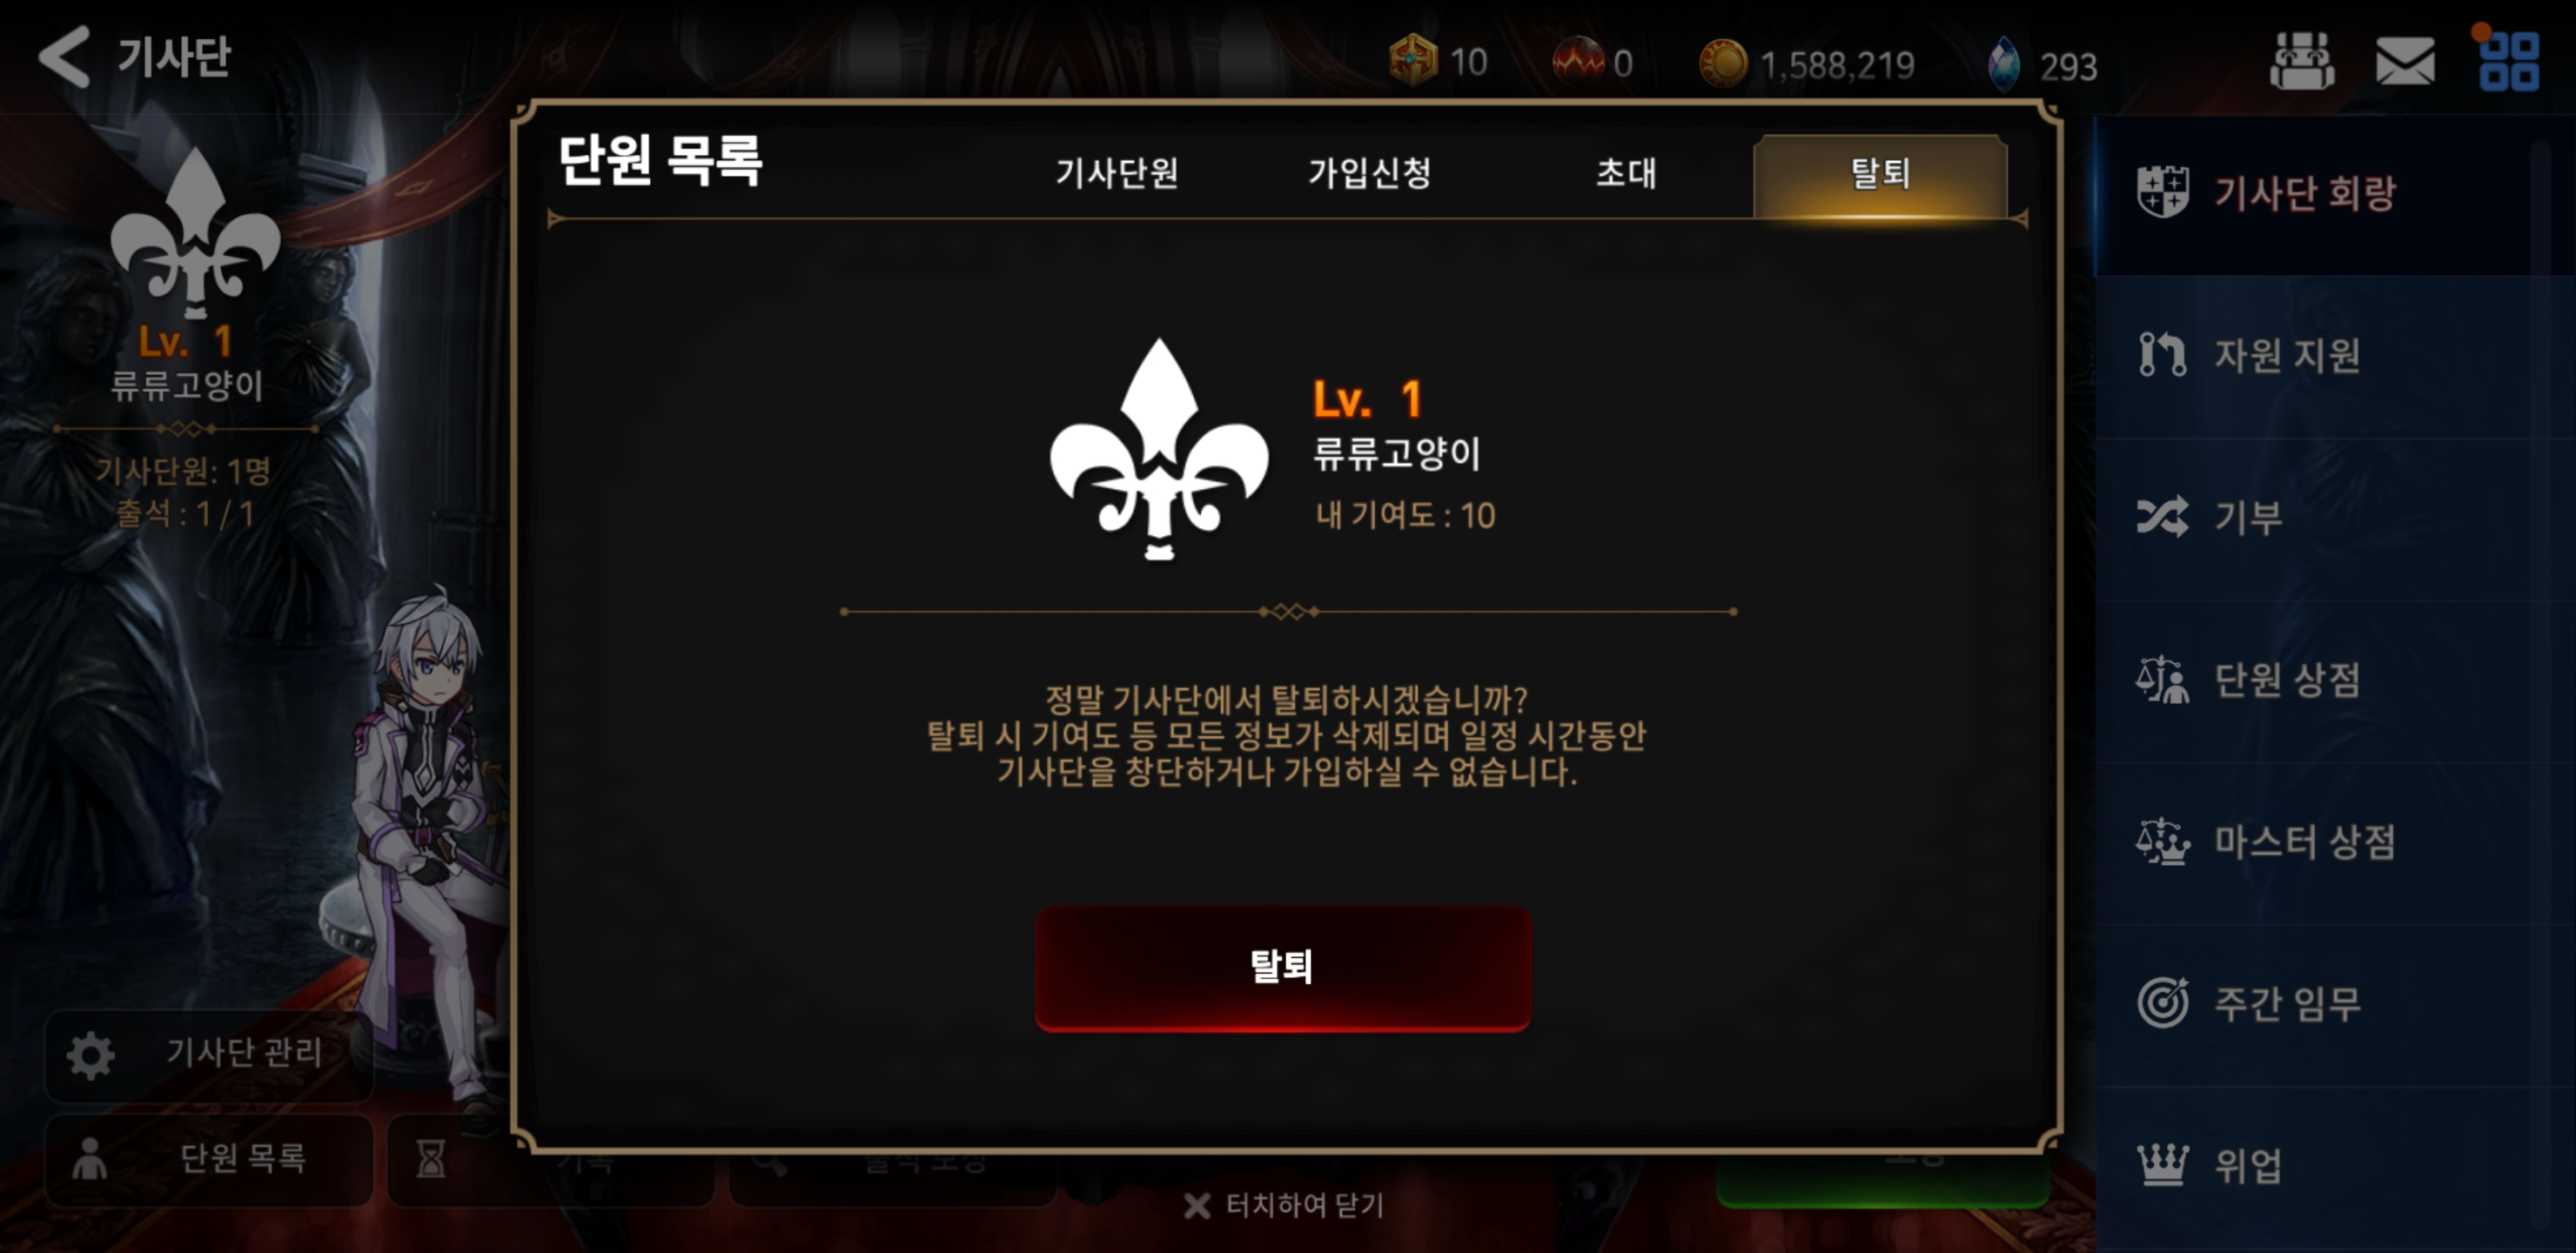 기사단
10
0
1,588,219
293
단원 목록
기사단원
가입신청
초대
탈퇴
Lv. 1
류류고양이
기사단원: 1명
출석 : 1 / 1
Lv. 1
류류고양이
내 기여도 : 10
정말 기사단에서 탈퇴하시겠습니까?
탈퇴 시 기여도 등 모든 정보가 삭제되며 일정 시간동안
기사단을 창단하거나 가입하실 수 없습니다.
탈퇴
기사단 회랑
자원 지원
기부
단원 상점
마스터 상점
주간 임무
위업
기사단 관리
단원 목록
터치하여 닫기